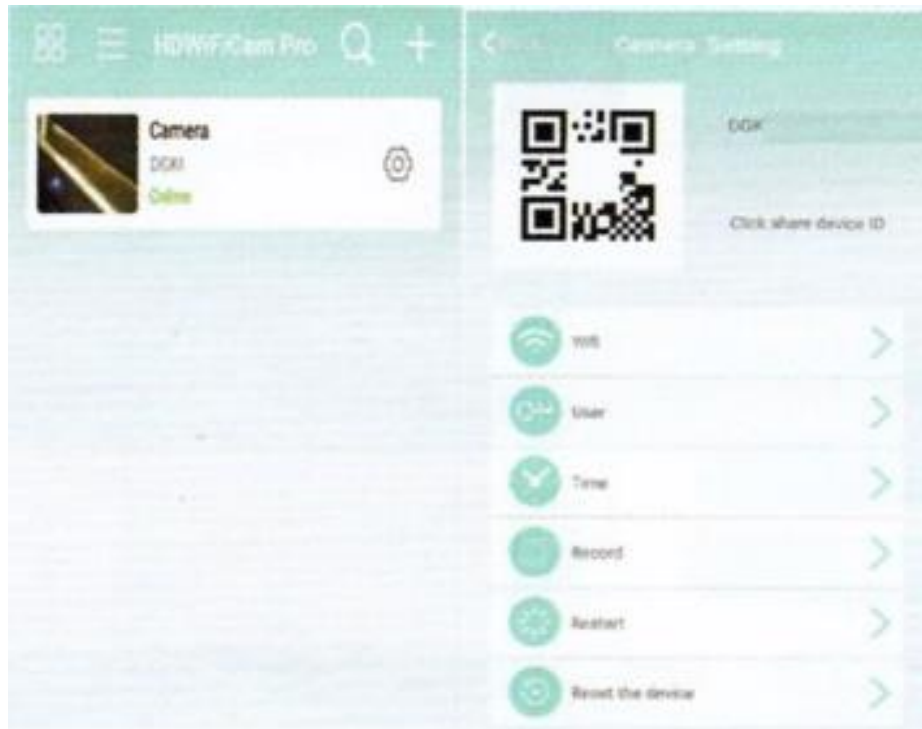 HDWiFiCam Pro
Camera
Online
Camera Setting
Click share device ID
Wifi
User
Time
Record
Restart
Reset the device